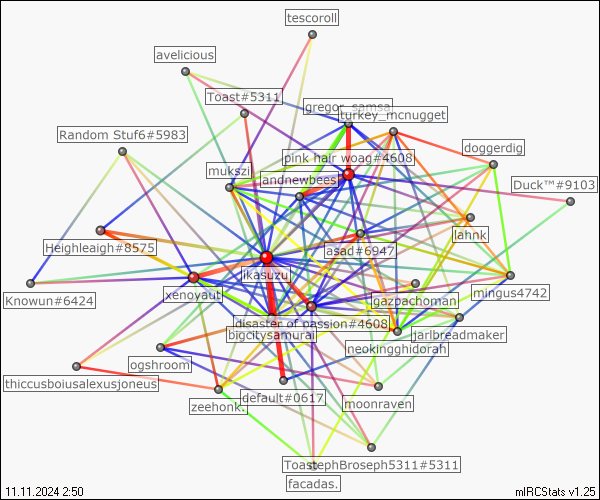 tescoroll
avelicious
Toast#5311
gregor_samsa
turkey_mcnugget
Random Stuf6#5983
doggerdig
pink hair woag#4608
mukszi
andnewbees
Duck™#9103
lahnk
Heighleaigh#8575
asad#6947
jikasuzu
Knowun#6424
xenoyaut
gazpachoman
mingus4742
disaster of passion#4608
bigcitysamurai
jarlbreadmaker
neokingghidorah
ogshroom
thiccusboiusalexusjoneus
default#0617
zeehonk.
moonraven
ToastephBroseph5311#5311
facadas.
11.11.2024 2:50
mIRCStats v1.25